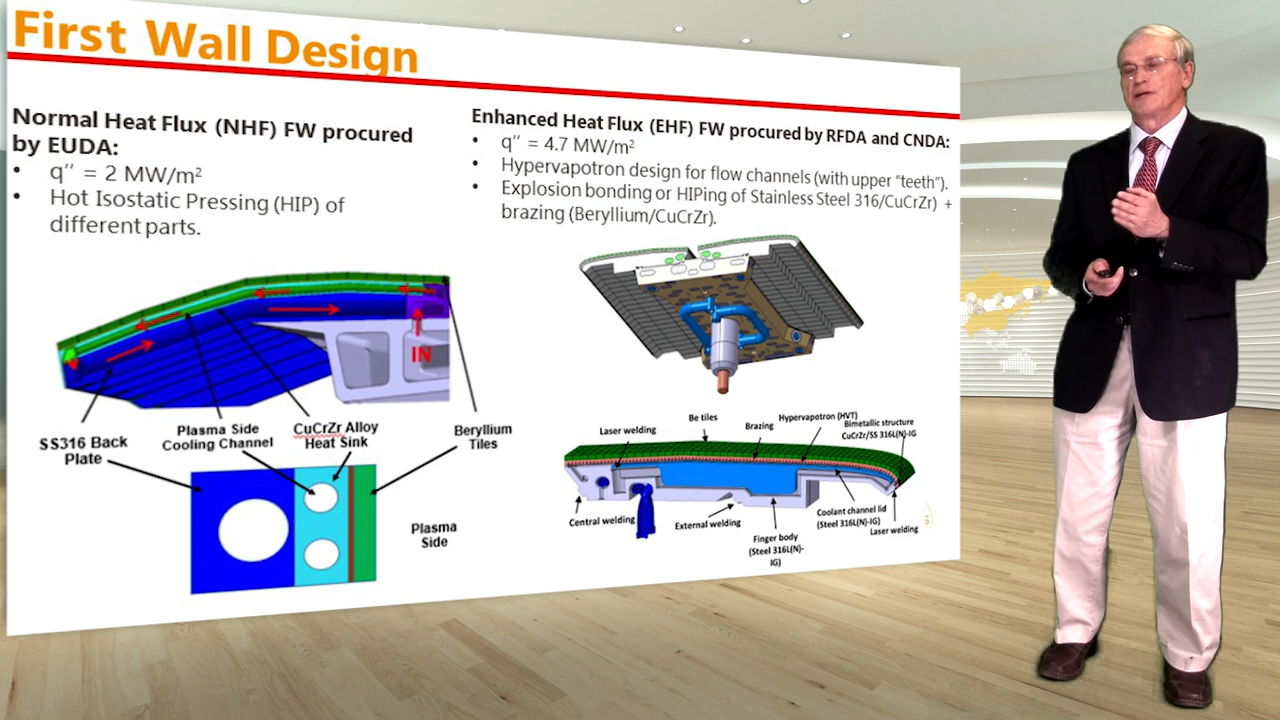 First Wall Design
Normal Heat Flux (NHF) FW procured
by EUDA:
• q″ = 2 MW/m²
• Hot Isostatic Pressing (HIP) of
different parts.
IN
SS316 Back
Plate
Plasma Side
Cooling Channel
CuCrZr Alloy
Heat Sink
Beryllium
Tiles
Plasma
Side
Enhanced Heat Flux (EHF) FW procured by RFDA and CNDA:
• q″ = 4.7 MW/m²
• Hypervapotron design for flow channels (with upper “teeth”).
• Explosion bonding or HIPing of Stainless Steel 316/CuCrZr) +
brazing (Beryllium/CuCrZr).
Laser welding
Be tiles
Brazing
Hypervapotron (HVT)
Bimetallic structure
CuCrZr/SS 316L(N)-IG
Central welding
External welding
Finger body
(Steel 316L(N)-
IG)
Coolant channel lid
(Steel 316L(N)-IG)
Laser welding